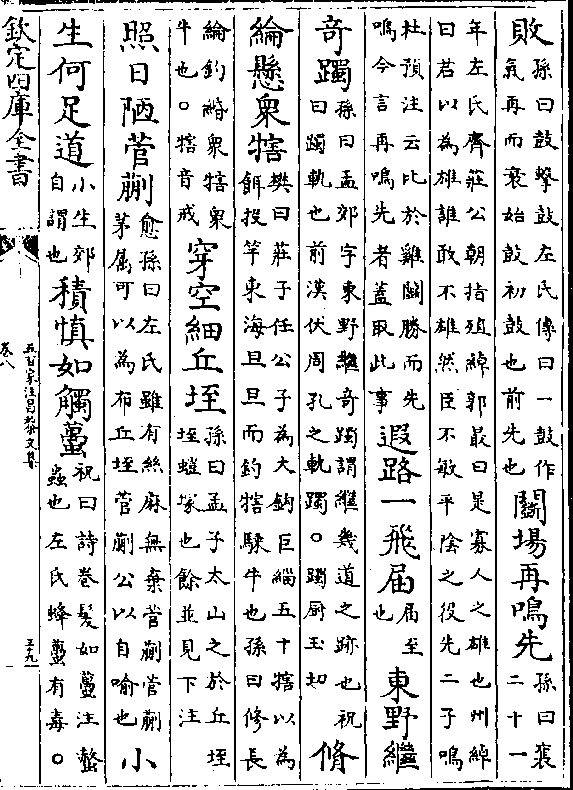 敗孫曰鼓擊鼓左氏傳曰一鼓作氣再而衰始鼓初鼓也前先也鬭場再鳴先孫曰襄二十一
年左氏齊莊公朝指殖綽郭最曰是寡人之雄也州綽曰君以為雄誰敢不雄然臣不敏平陰之役先二子鳴
杜預注云比於雞鬭勝而先鳴今言再鳴先者蓋取此事遐路一飛屆屆至也東野繼
奇躅孫曰孟郊字東野繼奇躅謂繼幾道之跡也祝曰躅軌也前漢伏周孔之軌躅。躅厨玉切脩
綸懸衆犗樊曰莊子任公子為大鈎巨緇五十犗以為餌投竿東海旦旦而釣犗騋牛也孫曰修長
綸釣緡衆犗衆牛也。犗音戒穿空細丘垤孫曰孟子太山之於丘垤垤螘塚也餘並見下注
照日陋菅蒯愈孫曰左氏雖有絲麻無棄菅蒯菅蒯茅属可以為布丘垤菅蒯公以自喻也小
生何足道小生郊自謂也積慎如觸蠆祝曰詩卷髮如蠆注螫蟲也左氏蜂蠆有毒。
欽定四庫全書
五百家注昌黎文集
卷八
五十九